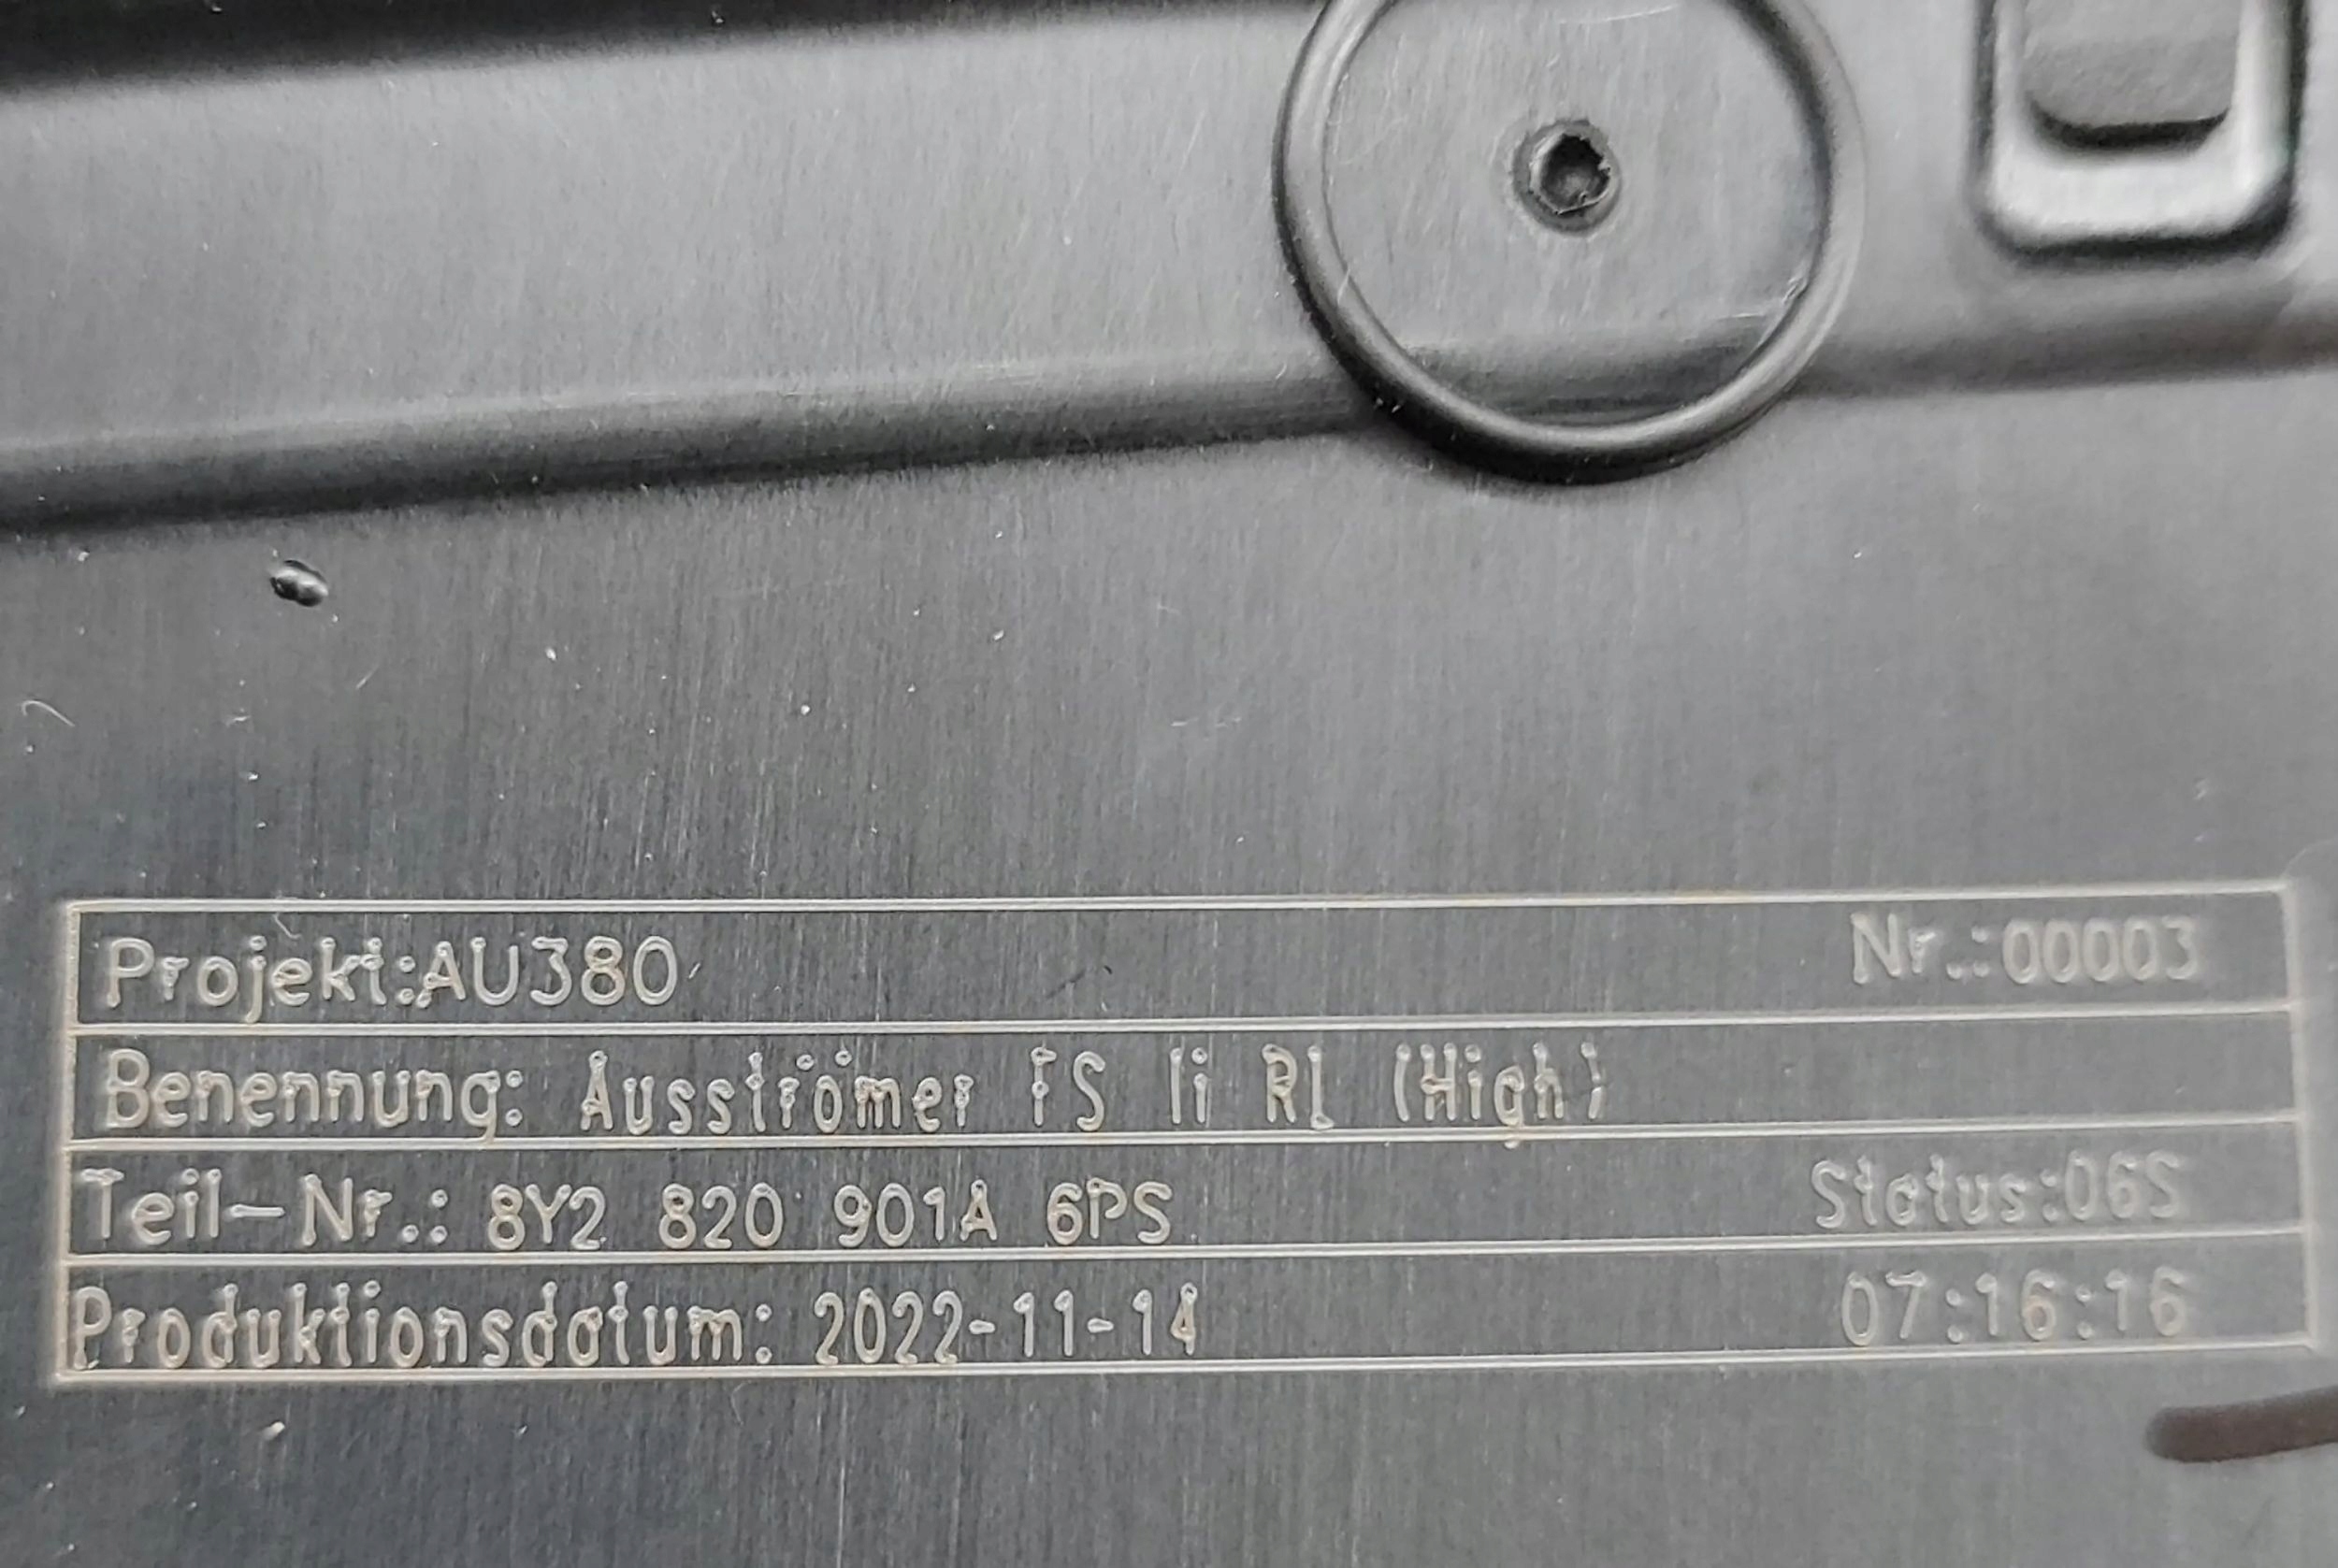 Projekt:AU380 Nr.:00003
Benennung: Ausströmer FS li RL (High)
Teil-Nr.: 8Y2 820 901A 6PS Status:06S
Produktionsdatum: 2022-11-14 07:16:16